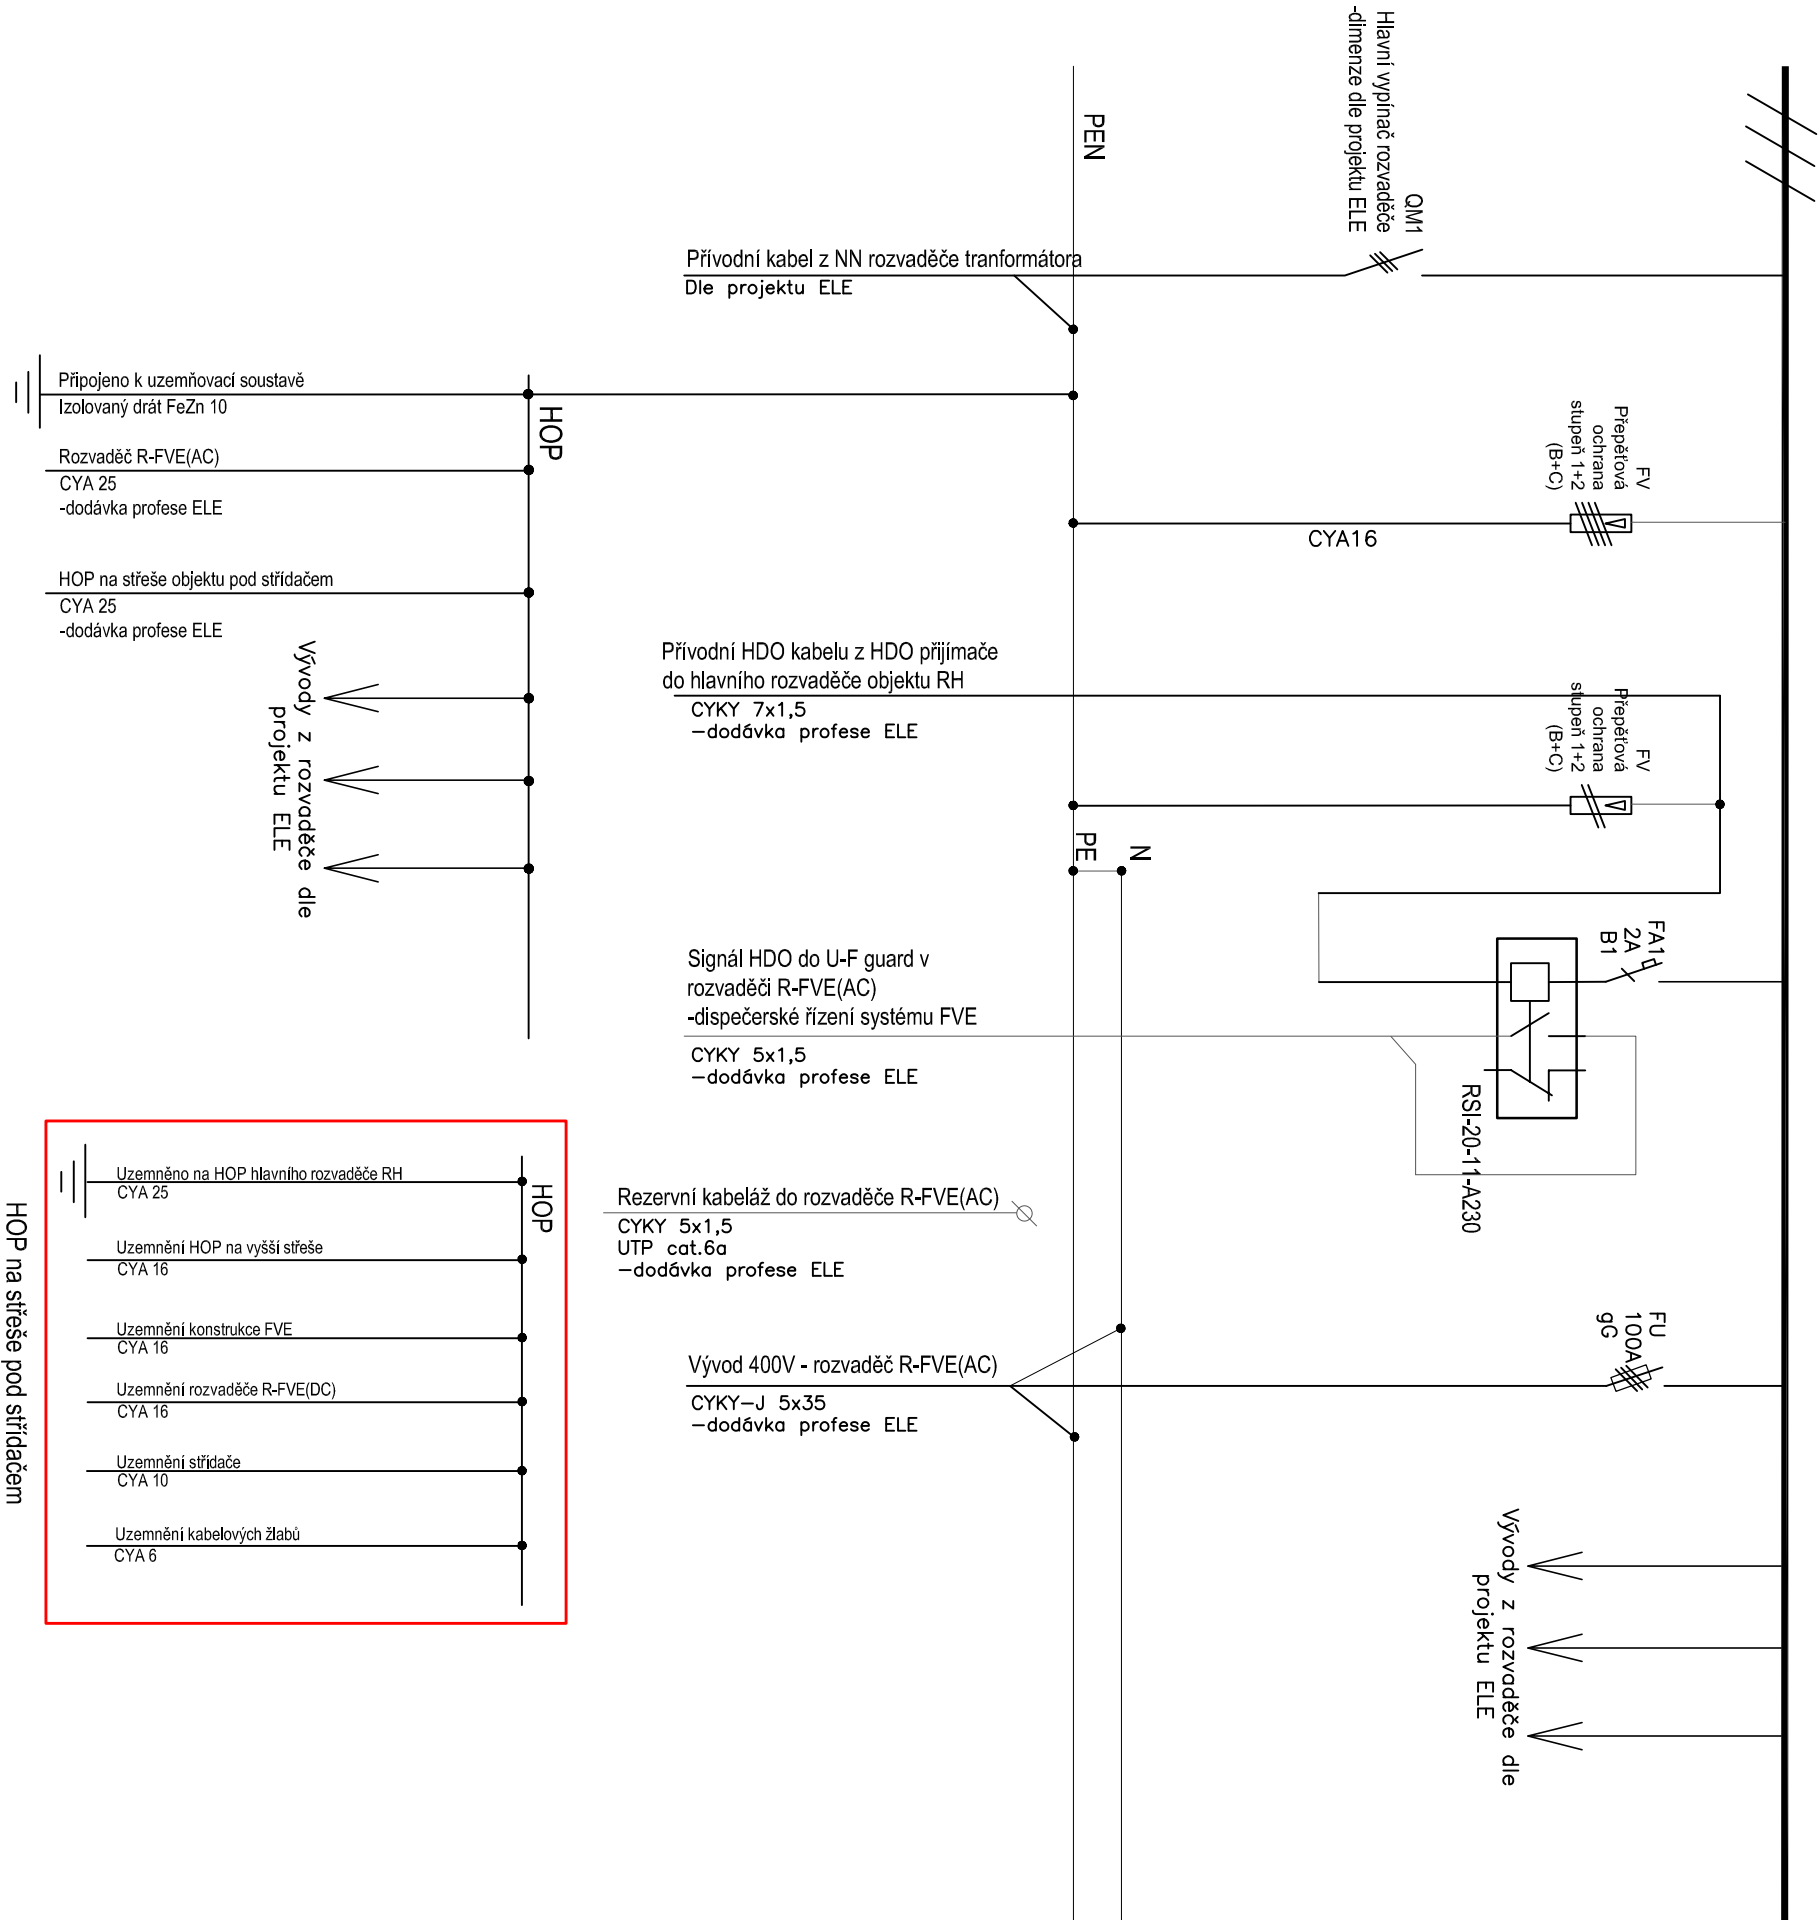 Hlavní vypínač rozvaděče
-dimenze dle projektu ELE
QM1
PEN
Přívodní kabel z NN rozvaděče tranformátora
Dle projektu ELE
Připojeno k uzemňovací soustavě
Izolovaný drát FeZn 10
HOP
Rozvaděč R-FVE(AC)
CYA 25
-dodávka profese ELE
HOP na střeše objektu pod střídačem
CYA 25
-dodávka profese ELE
Vývody z rozvaděče dle
projektu ELE
FV
Přepěťová
ochrana
stupeň 1+2
(B+C)
CYA16
Přívodní HDO kabelu z HDO přijímače
do hlavního rozvaděče objektu RH
CYKY 7x1,5
-dodávka profese ELE
FV
Přepěťová
ochrana
stupeň 1+2
(B+C)
PE
N
FA1
2A
B1
Signál HDO do U-F guard v
rozvaděči R-FVE(AC)
-dispečerské řízení systému FVE
CYKY 5x1,5
-dodávka profese ELE
RSI-20-11-A230
Rezervní kabeláž do rozvaděče R-FVE(AC)
CYKY 5x1,5
UTP cat.6a
-dodávka profese ELE
FU
100A
gG
Vývod 400V - rozvaděč R-FVE(AC)
CYKY-J 5x35
-dodávka profese ELE
Vývody z rozvaděče dle
projektu ELE
HOP
Uzemněno na HOP hlavního rozvaděče RH
CYA 25
Uzemnění HOP na vyšší střeše
CYA 16
Uzemnění konstrukce FVE
CYA 16
Uzemnění rozvaděče R-FVE(DC)
CYA 16
Uzemnění střídače
CYA 10
Uzemnění kabelových žlabů
CYA 6
HOP na střeše pod střídačem